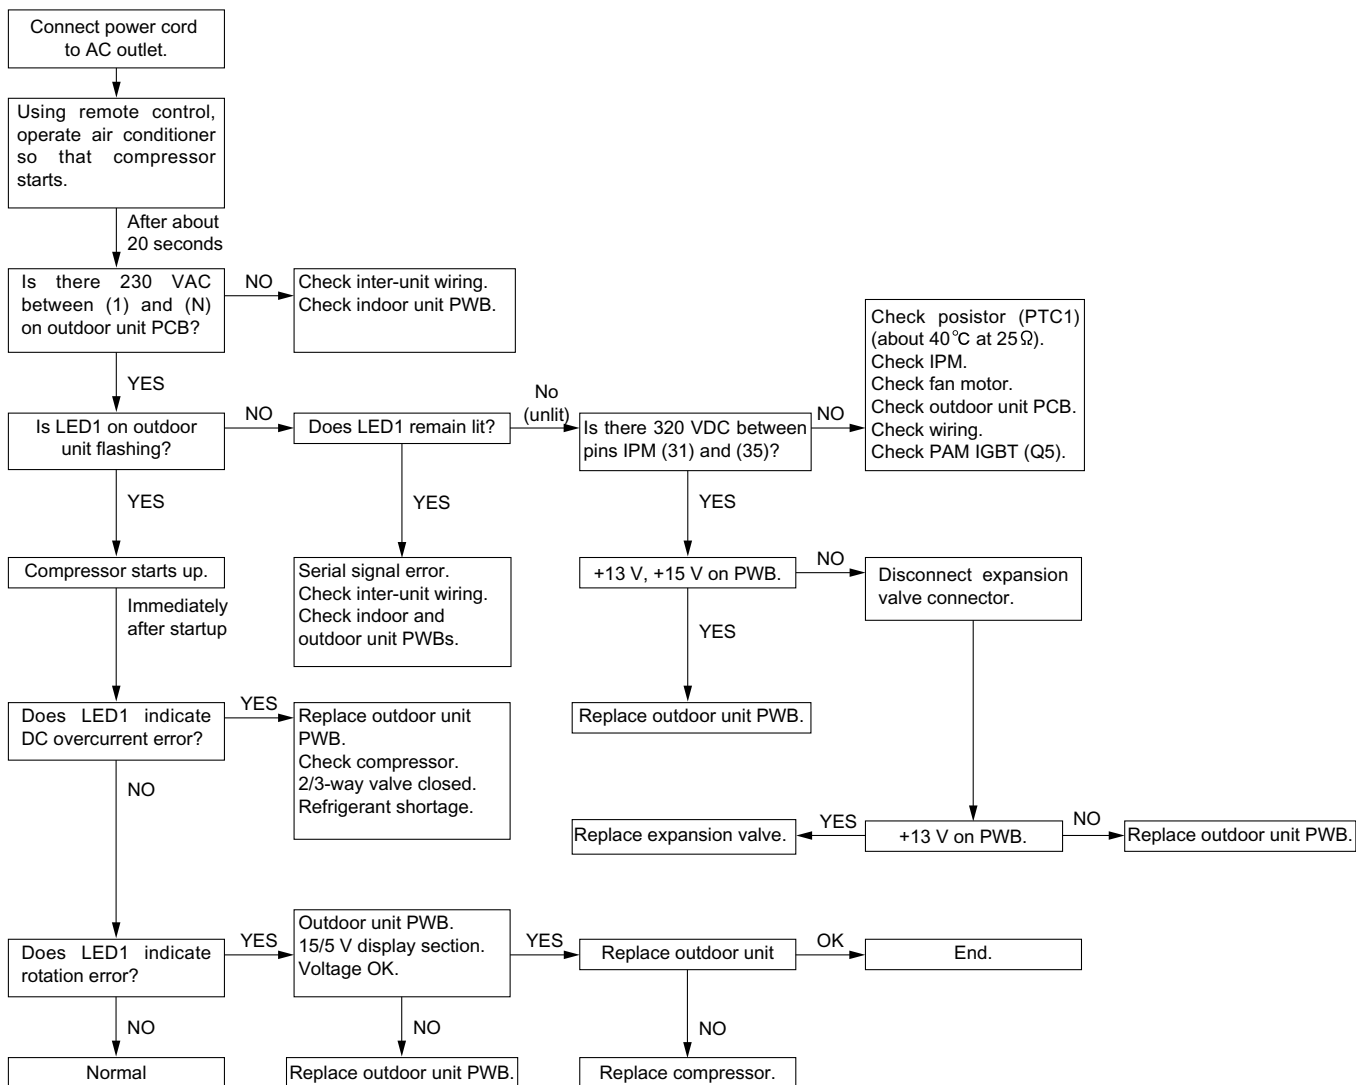 Connect power cord
to AC outlet.
Using remote control,
operate air conditioner
so that compressor
starts.
After about
20 seconds
Is there 230 VAC
between (1) and (N)
on outdoor unit PCB?
NO
Check inter-unit wiring.
Check indoor unit PWB.
YES
Is LED1 on outdoor
unit flashing?
NO
Does LED1 remain lit?
No
(unlit)
Is there 320 VDC between
pins IPM (31) and (35)?
NO
Check posistor (PTC1)
(about 40°C at 25Ω).
Check IPM.
Check fan motor.
Check outdoor unit PCB.
Check wiring.
Check PAM IGBT (Q5).
YES
YES
YES
Compressor starts up.
Serial signal error.
Check inter-unit wiring.
Check indoor and
outdoor unit PWBs.
+13 V, +15 V on PWB.
NO
Disconnect expansion
valve connector.
Immediately
after startup
YES
Does LED1 indicate
DC overcurrent error?
YES
Replace outdoor unit
PWB.
Check compressor.
2/3-way valve closed.
Refrigerant shortage.
Replace outdoor unit PWB.
NO
Replace expansion valve.
YES
+13 V on PWB.
NO
Replace outdoor unit PWB.
Does LED1 indicate
rotation error?
YES
Outdoor unit PWB.
15/5 V display section.
Voltage OK.
YES
Replace outdoor unit
OK
End.
NO
NO
NO
Normal
Replace outdoor unit PWB.
Replace compressor.